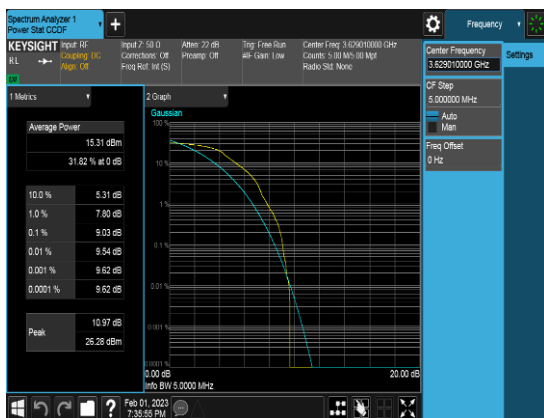 Spectrum Analyzer 1
Power Stat CCDF
Frequency
KEYSIGHT
RL
Input: RF
Coupling: DC
Align: Off
Input Z: 50 Ω
Corrections: Off
Freq Ref: Int (S)
Atten: 22 dB
Preamp: Off
Trig: Free Run
#IF Gain: Low
Center Freq: 3.629010000 GHz
Counts: 5.00 M/5.00 Mpt
Radio Std: None
Center Frequency
3.629010000 GHz
Settings
CF Step
5.000000 MHz
Auto
Man
Freq Offset
0 Hz
1 Metrics
Average Power
15.31 dBm
31.82 % at 0 dB
10.0 % 5.31 dB
1.0 % 7.80 dB
0.1 % 9.03 dB
0.01 % 9.54 dB
0.001 % 9.62 dB
0.0001 % 9.62 dB
Peak
10.97 dB
26.28 dBm
2 Graph
Gaussian
100 %
10 %
1 %
0.1 %
0.01 %
0.001 %
0.0001 %
0.00 dB
20.00 dB
Info BW 5.0000 MHz
?
Feb 01, 2023
7:36:55 PM